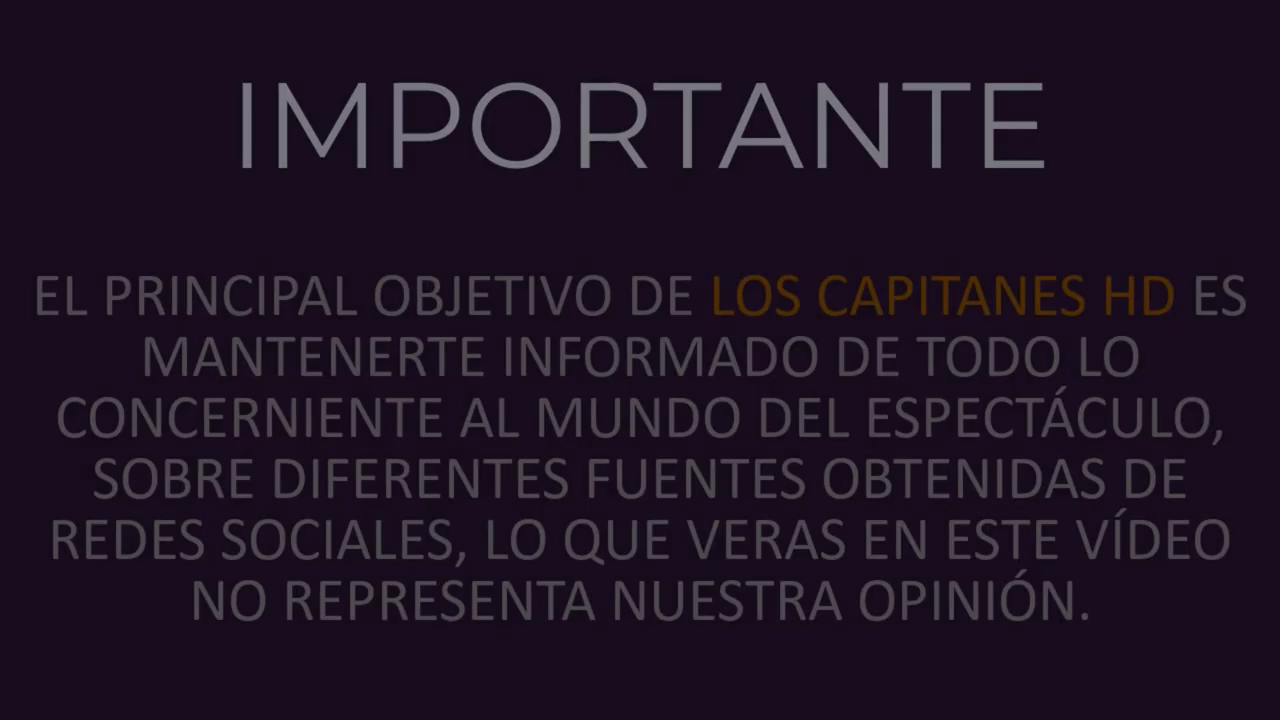 IMPORTANTE
EL PRINCIPAL OBJETIVO DE LOS CAPITANES HD ES
MANTENERTE INFORMADO DE TODO LO
CONCERNIENTE AL MUNDO DEL ESPECTÁCULO,
SOBRE DIFERENTES FUENTES OBTENIDAS DE
REDES SOCIALES, LO QUE VERAS EN ESTE VÍDEO
NO REPRESENTA NUESTRA OPINIÓN.